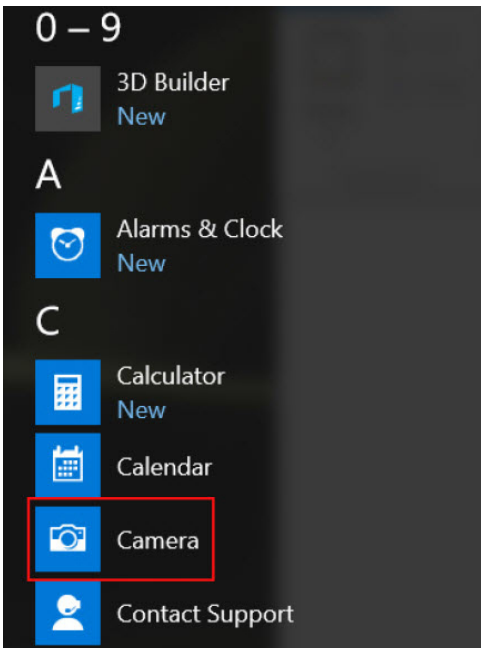 0 – 9
3D Builder
New
A
Alarms & Clock
New
C
Calculator
New
Calendar
Camera
Contact Support